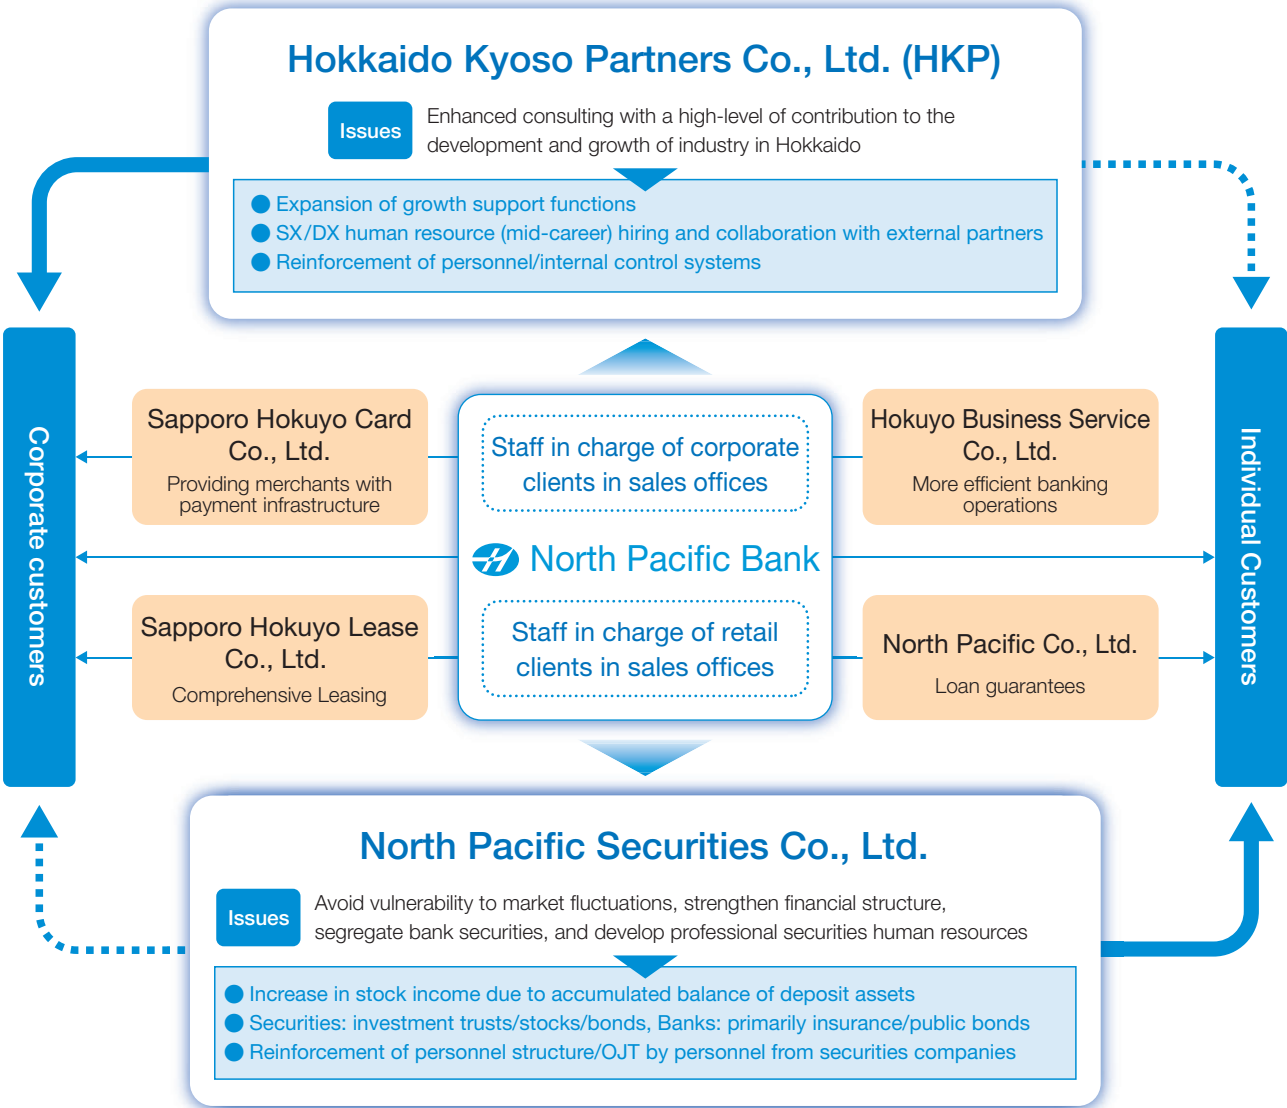 Hokkaido Kyoso Partners Co., Ltd. (HKP)
Issues
Enhanced consulting with a high-level of contribution to the
development and growth of industry in Hokkaido
● Expansion of growth support functions
● SX/DX human resource (mid-career) hiring and collaboration with external partners
● Reinforcement of personnel/internal control systems
Corporate customers
Sapporo Hokuyo Card
Co., Ltd.
Providing merchants with
payment infrastructure
Sapporo Hokuyo Lease
Co., Ltd.
Comprehensive Leasing
Staff in charge of corporate
clients in sales offices
North Pacific Bank
Staff in charge of retail
clients in sales offices
Hokuyo Business Service
Co., Ltd.
More efficient banking
operations
North Pacific Co., Ltd.
Loan guarantees
Individual Customers
North Pacific Securities Co., Ltd.
Issues
Avoid vulnerability to market fluctuations, strengthen financial structure,
segregate bank securities, and develop professional securities human resources
● Increase in stock income due to accumulated balance of deposit assets
● Securities: investment trusts/stocks/bonds, Banks: primarily insurance/public bonds
● Reinforcement of personnel structure/OJT by personnel from securities companies